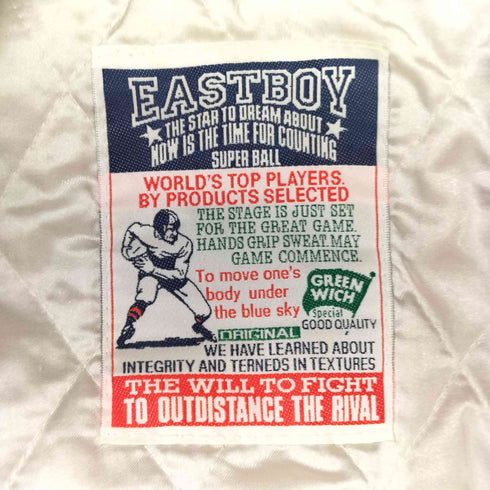 EASTBOY
THE STAR TO DREAM ABOUT
NOW IS THE TIME FOR COUNTING
SUPER BALL
WORLD'S TOP PLAYERS.
BY PRODUCTS SELECTED
THE STAGE IS JUST SET
FOR THE GREAT GAME.
HANDS GRIP SWEAT.MAY
GAME COMMENCE.
To move one's
body under
the blue sky
GREEN
WICH
Special
GOOD QUALITY
ORIGINAL
WE HAVE LEARNED ABOUT
INTEGRITY AND TERNEDS IN TEXTURES
THE WILL TO FIGHT
TO OUTDISTANCE THE RIVAL